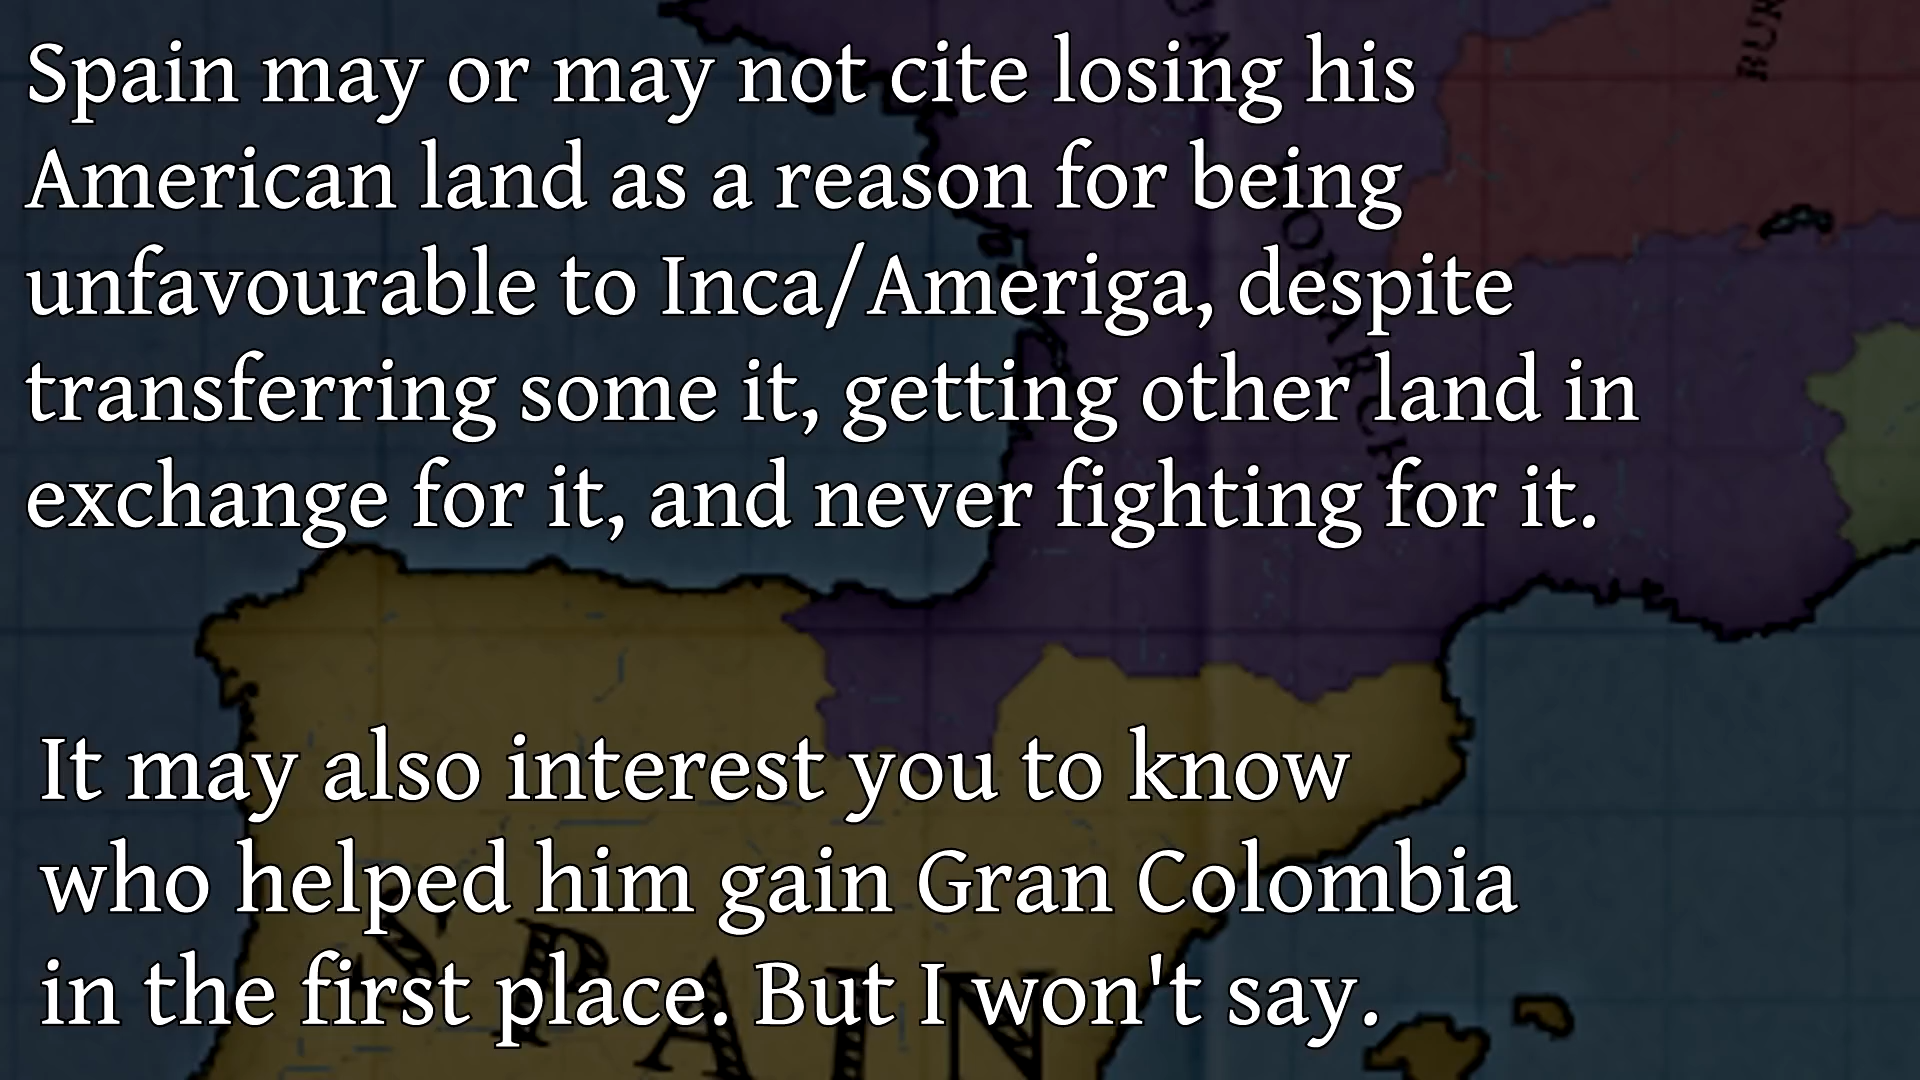 Spain may or may not cite losing his
American land as a reason for being
unfavourable to Inca/Ameriga, despite
transferring some it, getting other land in
exchange for it, and never fighting for it.
It may also interest you to know
who helped him gain Gran Colombia
in the first place. But I won't say.
SPAIN